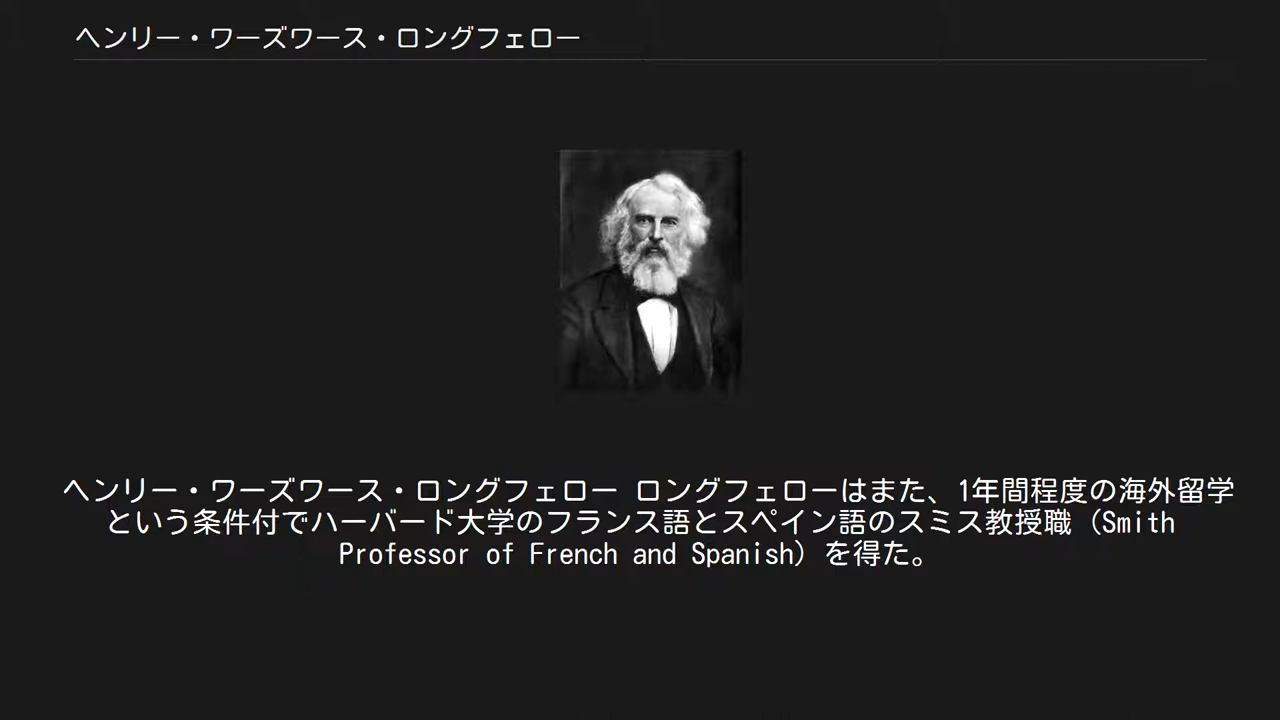 ヘンリー・ワーズワース・ロングフェロー
ヘンリー・ワーズワース・ロングフェロー ロングフェローはまた、1年間程度の海外留学
という条件付でハーバード大学のフランス語とスペイン語のスミス教授職（Smith
Professor of French and Spanish）を得た。